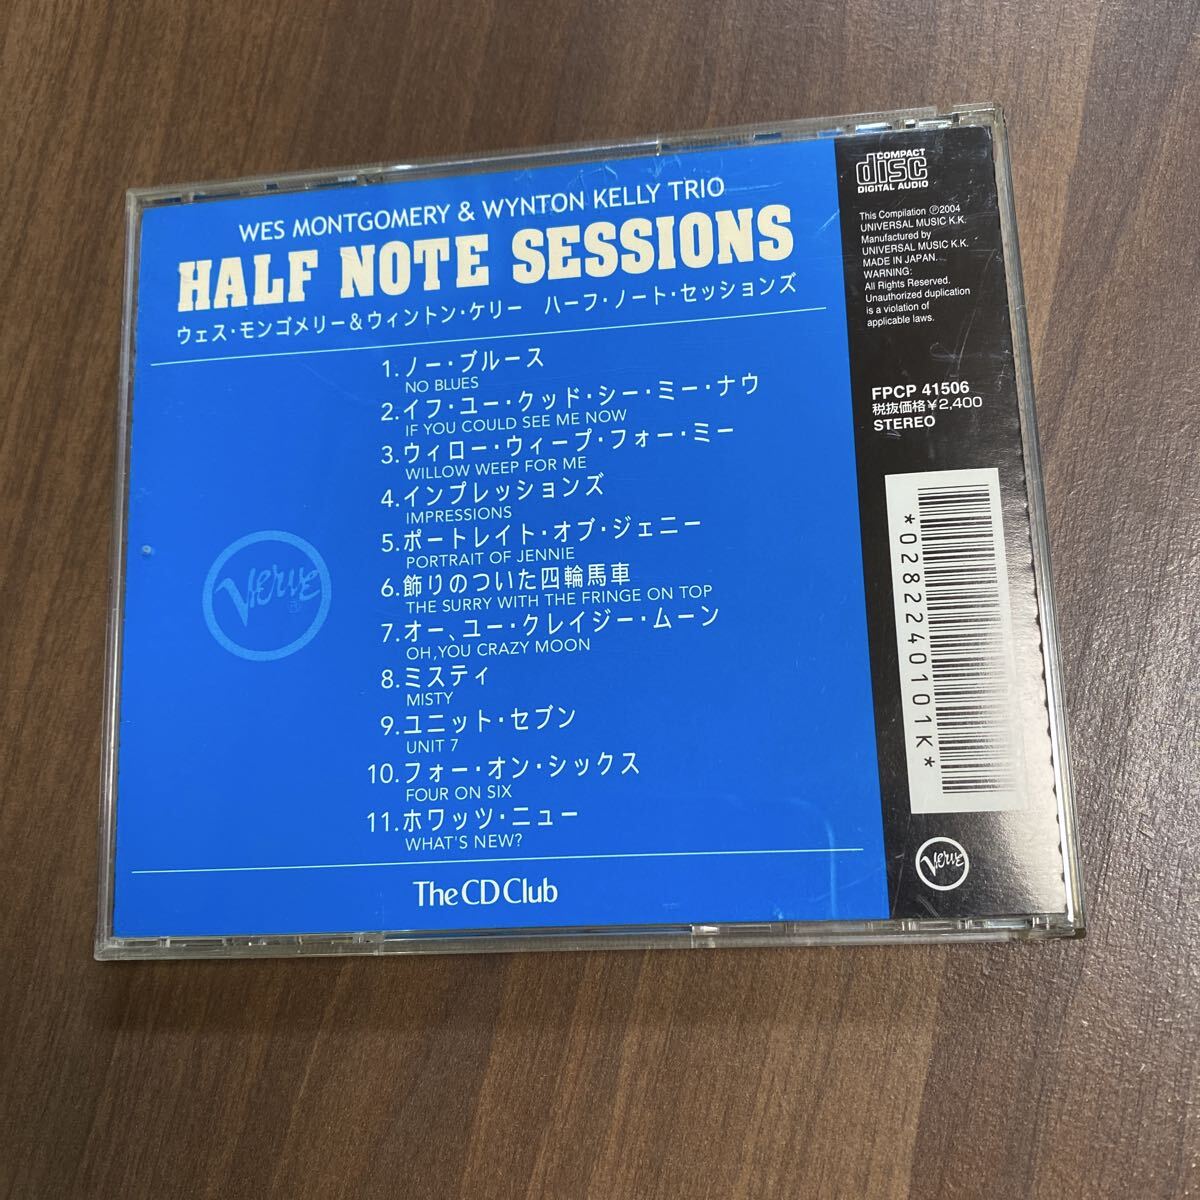 WES MONTGOMERY & WYNTON KELLY TRIO
HALF NOTE SESSIONS
ウェス・モンゴメリー&ウィントン・ケリー　ハーフ・ノート・セッションズ
1.ノー・ブルース
NO BLUES
2.イフ・ユー・クッド・シー・ミー・ナウ
IF YOU COULD SEE ME NOW
3.ウィロー・ウィープ・フォー・ミー
WILLOW WEEP FOR ME
4.インプレッションズ
IMPRESSIONS
5.ポートレイト・オブ・ジェニー
PORTRAIT OF JENNIE
6.飾りのついた四輪馬車
THE SURRY WITH THE FRINGE ON TOP
7.オー、ユー・クレイジー・ムーン
OH,YOU CRAZY MOON
8.ミスティ
MISTY
9.ユニット・セブン
UNIT 7
10.フォー・オン・シックス
FOUR ON SIX
11.ホワッツ・ニュー
WHAT'S NEW?
Verve®
The CD Club
COMPACT
disc
DIGITAL AUDIO
This Compilation ℗2004
UNIVERSAL MUSIC K.K.
Manufactured by
UNIVERSAL MUSIC K.K.
MADE IN JAPAN.
WARNING:
All Rights Reserved.
Unauthorized duplication
is a violation of
applicable laws.
FPCP 41506
税抜価格¥2,400
STEREO
*0282240101K*
Verve